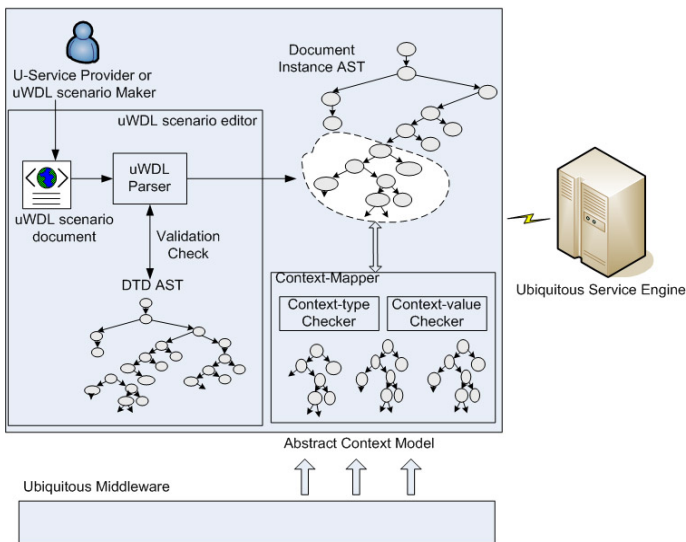 Document
Instance AST
U-Service Provider or
uWDL scenario Maker
uWDL scenario editor
uWDL
Parser
uWDL scenario
document
Validation
Check
DTD AST
Context-Mapper
Context-type
Checker
Context-value
Checker
Ubiquitous Service Engine
Abstract Context Model
Ubiquitous Middleware